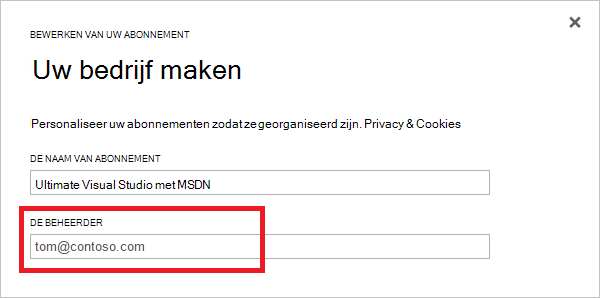 BEWERKEN VAN UW ABONNEMENT
Uw bedrijf maken
Personaliseer uw abonnementen zodat ze georganiseerd zijn. Privacy & Cookies
DE NAAM VAN ABONNEMENT
Ultimate Visual Studio met MSDN
DE BEHEERDER
tom@contoso.com